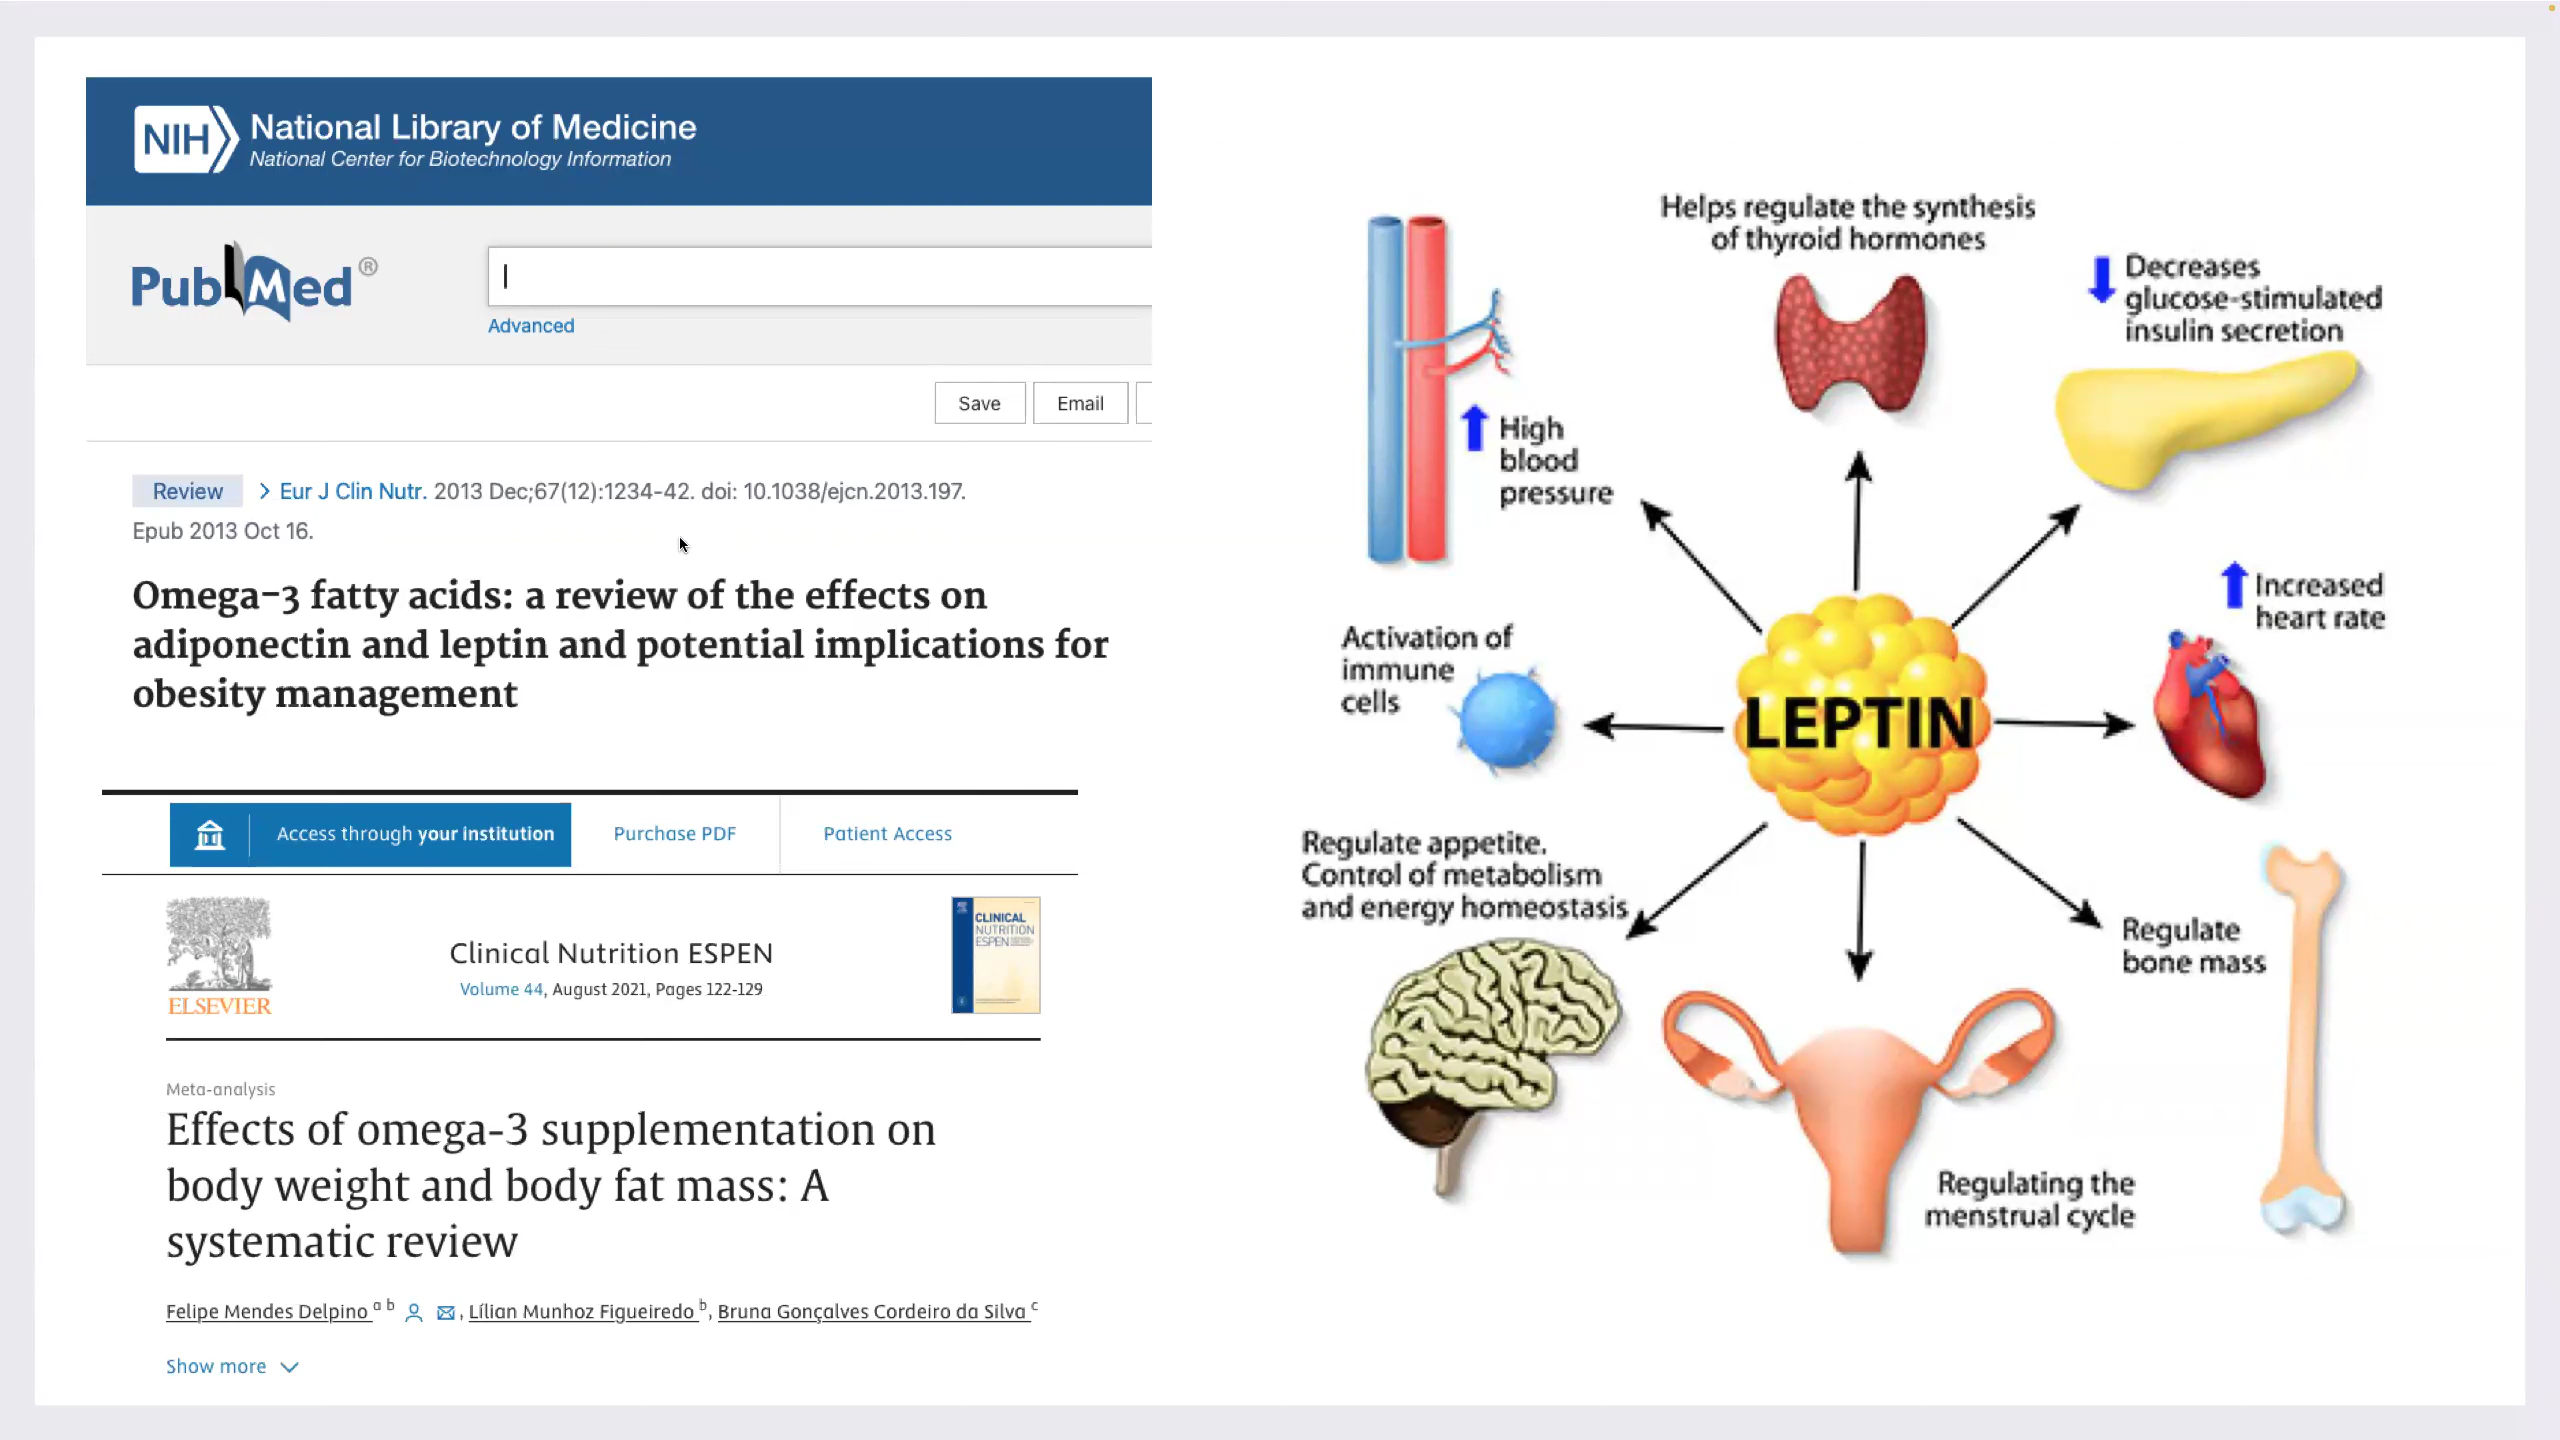 NIH National Library of Medicine
National Center for Biotechnology Information
PubMed®
Advanced
Save
Email
Review > Eur J Clin Nutr. 2013 Dec;67(12):1234-42. doi: 10.1038/ejcn.2013.197.
Epub 2013 Oct 16.
Omega-3 fatty acids: a review of the effects on
adiponectin and leptin and potential implications for
obesity management
Access through your institution
Purchase PDF
Patient Access
ELSEVIER
Clinical Nutrition ESPEN
Volume 44, August 2021, Pages 122-129
CLINICAL
NUTRITION
ESPEN
Meta-analysis
Effects of omega-3 supplementation on
body weight and body fat mass: A
systematic review
Felipe Mendes Delpino a b, Lílian Munhoz Figueiredo b, Bruna Gonçalves Cordeiro da Silva c
Show more
Helps regulate the synthesis
of thyroid hormones
Decreases
glucose-stimulated
insulin secretion
High
blood
pressure
Increased
heart rate
Activation of
immune
cells
LEPTIN
Regulate appetite.
Control of metabolism
and energy homeostasis
Regulate
bone mass
Regulating the
menstrual cycle